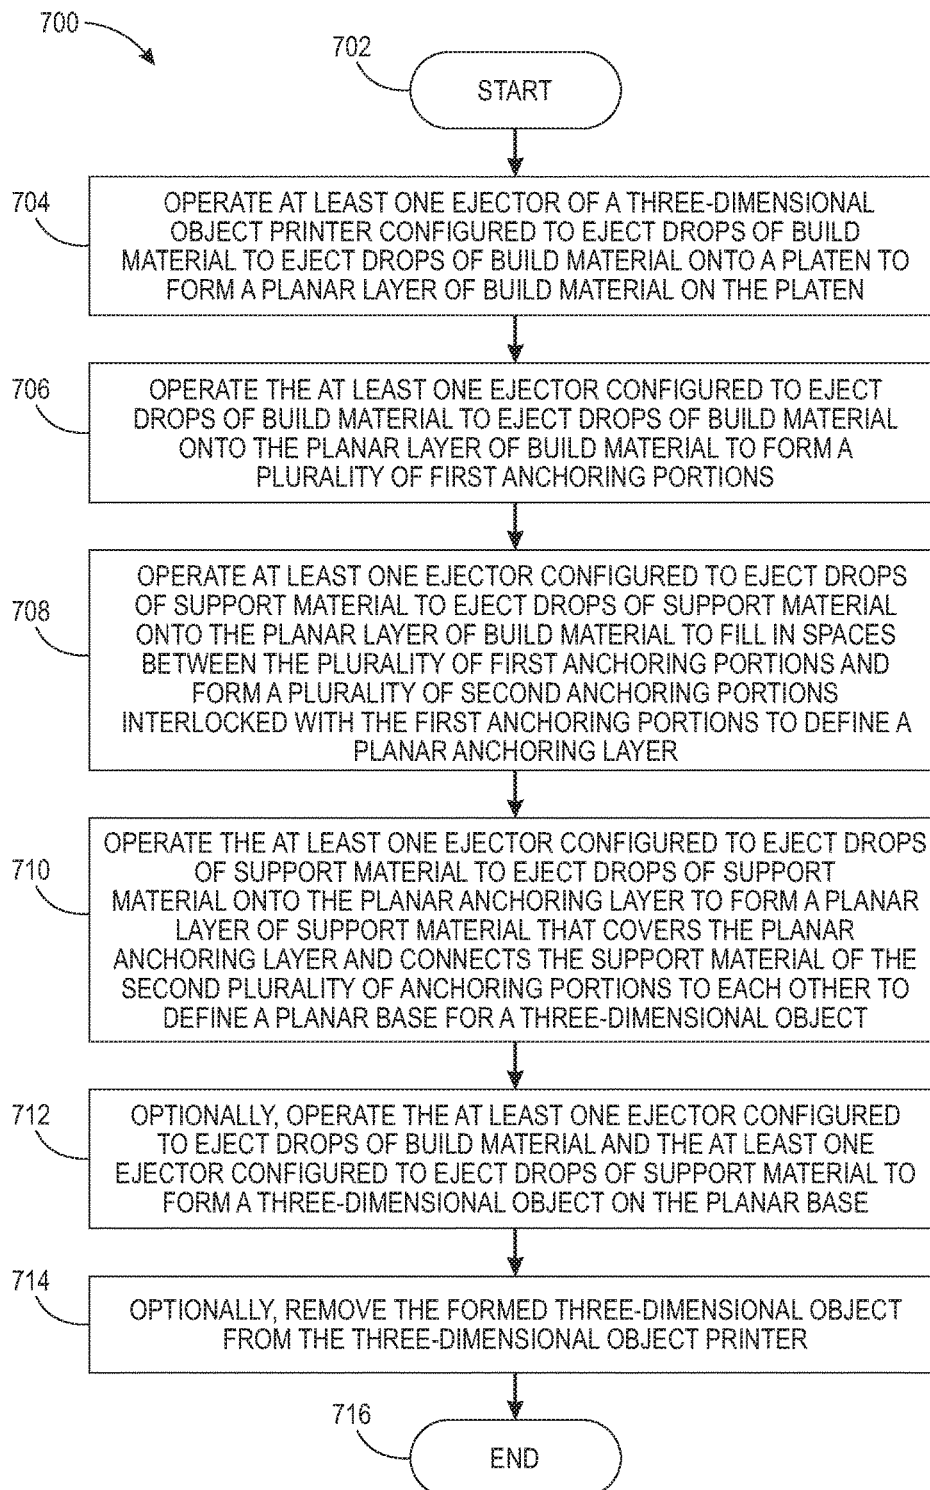 700
702
START
704
OPERATE AT LEAST ONE EJECTOR OF A THREE-DIMENSIONAL
OBJECT PRINTER CONFIGURED TO EJECT DROPS OF BUILD
MATERIAL TO EJECT DROPS OF BUILD MATERIAL ONTO A PLATEN TO
FORM A PLANAR LAYER OF BUILD MATERIAL ON THE PLATEN
706
OPERATE THE AT LEAST ONE EJECTOR CONFIGURED TO EJECT
DROPS OF BUILD MATERIAL TO EJECT DROPS OF BUILD MATERIAL
ONTO THE PLANAR LAYER OF BUILD MATERIAL TO FORM A
PLURALITY OF FIRST ANCHORING PORTIONS
708
OPERATE AT LEAST ONE EJECTOR CONFIGURED TO EJECT DROPS
OF SUPPORT MATERIAL TO EJECT DROPS OF SUPPORT MATERIAL
ONTO THE PLANAR LAYER OF BUILD MATERIAL TO FILL IN SPACES
BETWEEN THE PLURALITY OF FIRST ANCHORING PORTIONS AND
FORM A PLURALITY OF SECOND ANCHORING PORTIONS
INTERLOCKED WITH THE FIRST ANCHORING PORTIONS TO DEFINE A
PLANAR ANCHORING LAYER
710
OPERATE THE AT LEAST ONE EJECTOR CONFIGURED TO EJECT DROPS
OF SUPPORT MATERIAL TO EJECT DROPS OF SUPPORT
MATERIAL ONTO THE PLANAR ANCHORING LAYER TO FORM A PLANAR
LAYER OF SUPPORT MATERIAL THAT COVERS THE PLANAR
ANCHORING LAYER AND CONNECTS THE SUPPORT MATERIAL OF THE
SECOND PLURALITY OF ANCHORING PORTIONS TO EACH OTHER TO
DEFINE A PLANAR BASE FOR A THREE-DIMENSIONAL OBJECT
712
OPTIONALLY, OPERATE THE AT LEAST ONE EJECTOR CONFIGURED
TO EJECT DROPS OF BUILD MATERIAL AND THE AT LEAST ONE
EJECTOR CONFIGURED TO EJECT DROPS OF SUPPORT MATERIAL TO
FORM A THREE-DIMENSIONAL OBJECT ON THE PLANAR BASE
714
OPTIONALLY, REMOVE THE FORMED THREE-DIMENSIONAL OBJECT
FROM THE THREE-DIMENSIONAL OBJECT PRINTER
716
END